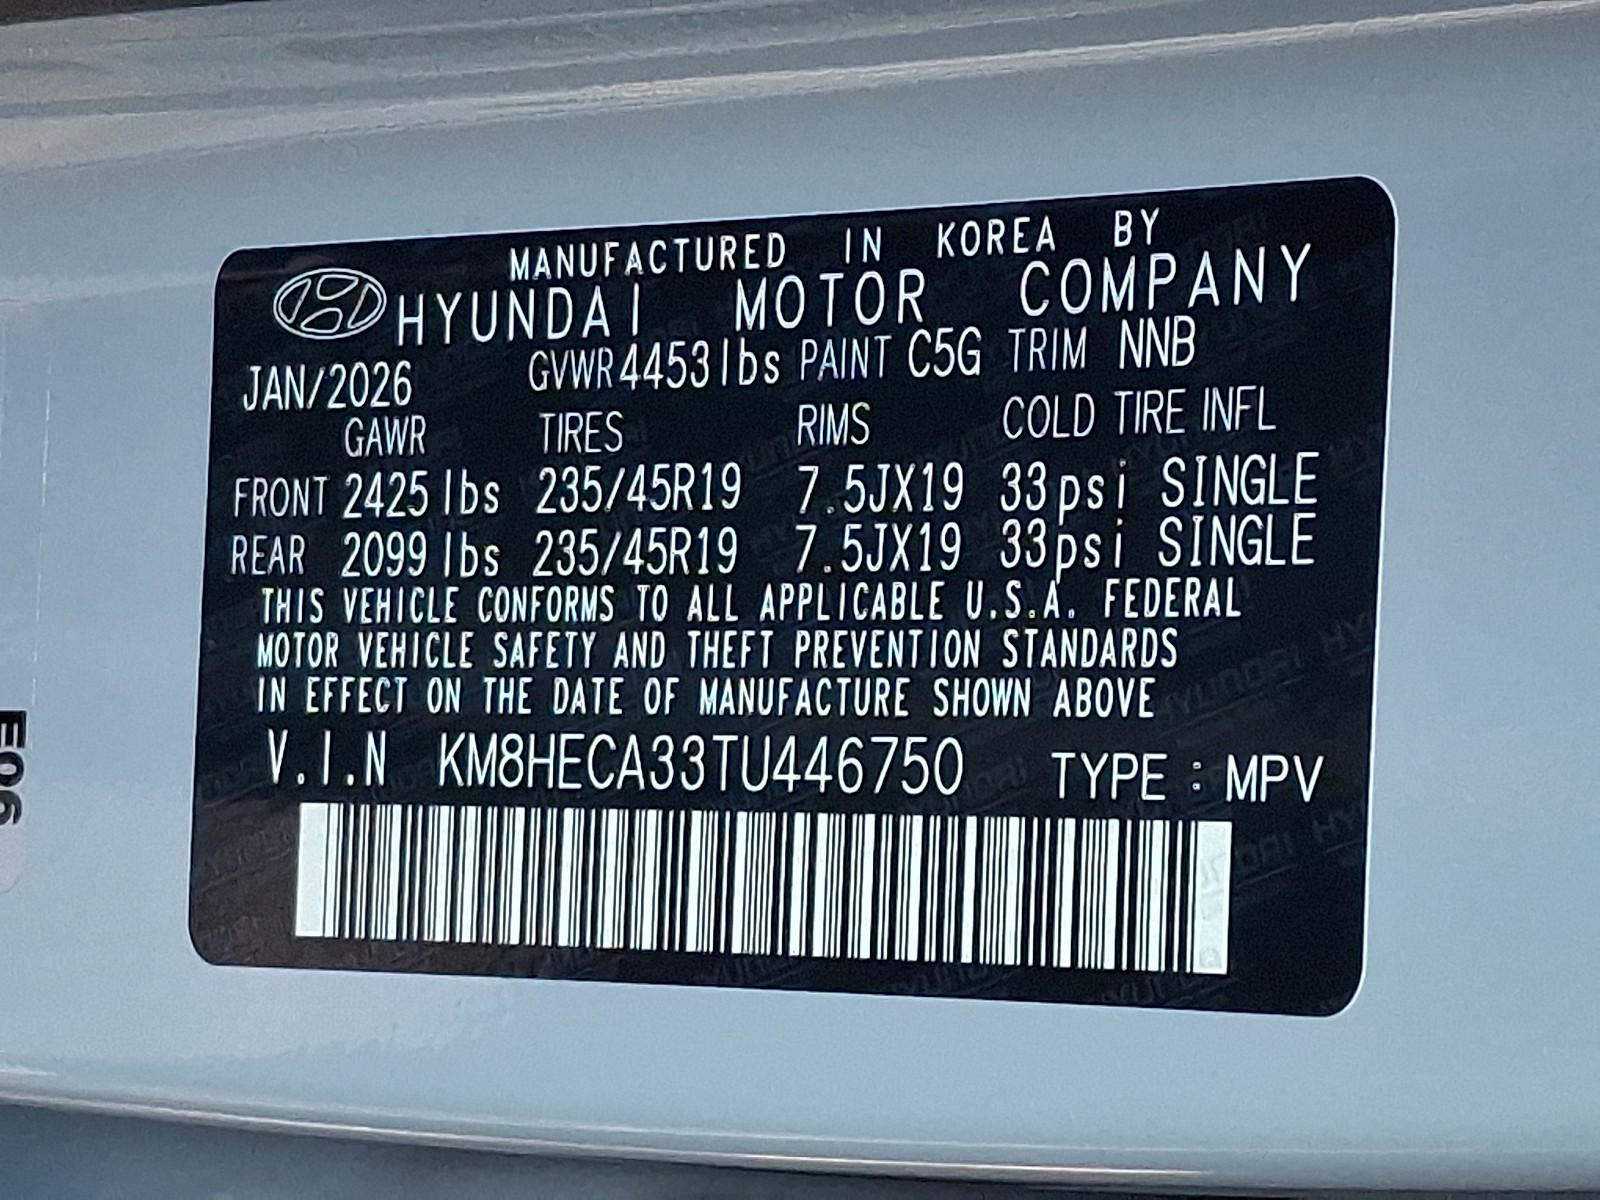 MANUFACTURED IN KOREA BY
HYUNDAI MOTOR COMPANY
JAN/2026 GVWR 4453 lbs PAINT C5G TRIM NNB
GAWR TIRES RIMS COLD TIRE INFL
FRONT 2425 lbs 235/45R19 7.5JX19 33psi SINGLE
REAR 2099 lbs 235/45R19 7.5JX19 33psi SINGLE
THIS VEHICLE CONFORMS TO ALL APPLICABLE U.S.A. FEDERAL
MOTOR VEHICLE SAFETY AND THEFT PREVENTION STANDARDS
IN EFFECT ON THE DATE OF MANUFACTURE SHOWN ABOVE
V.I.N KM8HECA33TU446750 TYPE : MPV